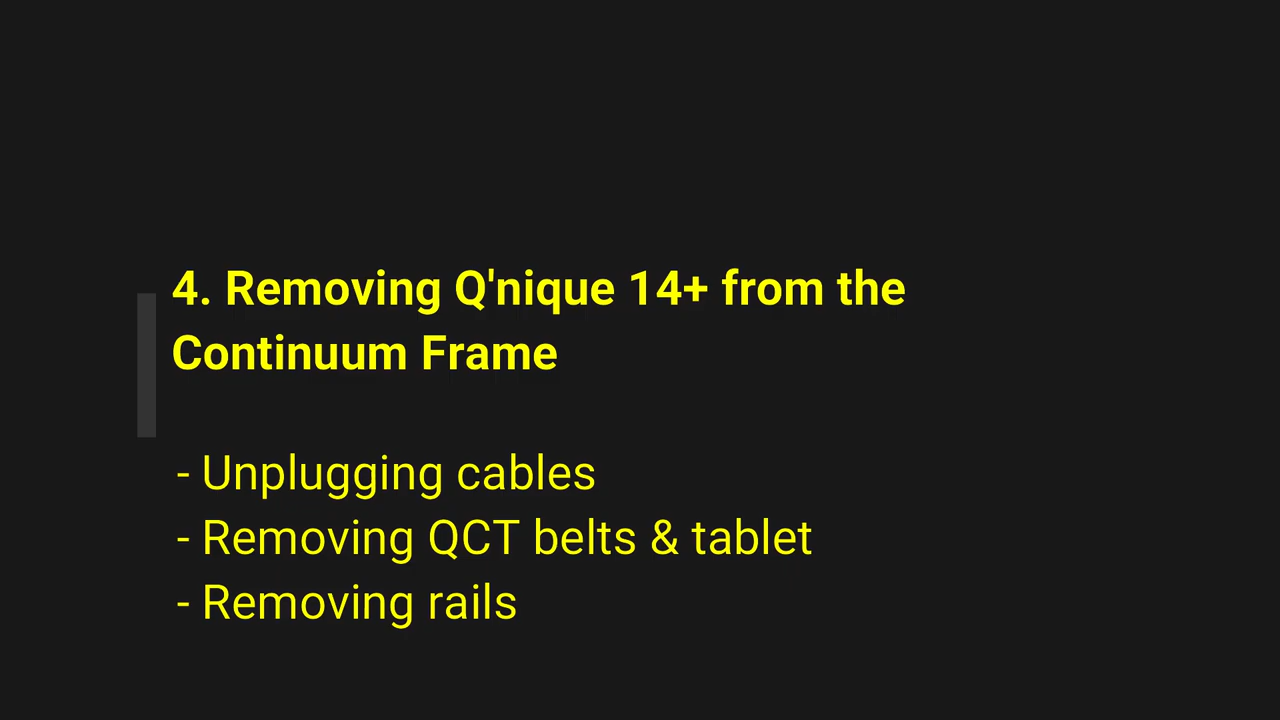 4. Removing Q'nique 14+ from the
Continuum Frame
- Unplugging cables
- Removing QCT belts & tablet
- Removing rails